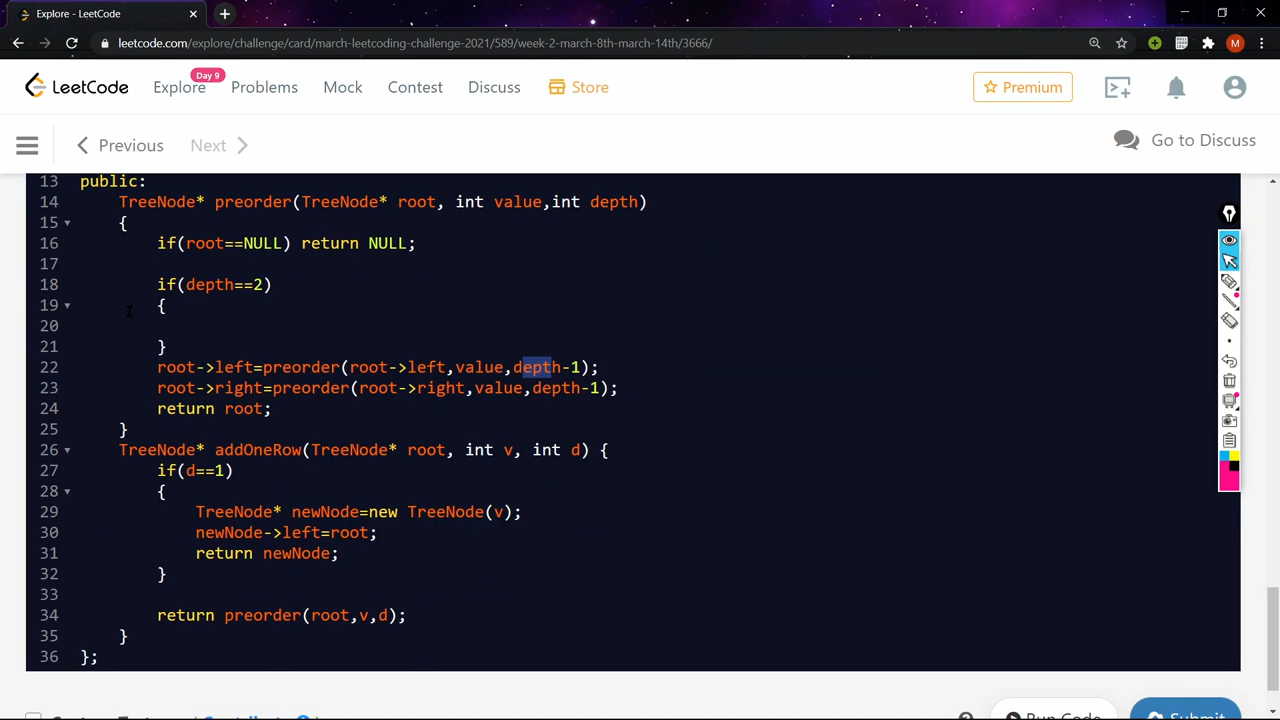 Explore - LeetCode
leetcode.com/explore/challenge/card/march-leetcoding-challenge-2021/589/week-2-march-8th-march-14th/3666/
M
LeetCode Explore Day 9 Problems Mock Contest Discuss Store Premium
Previous Next Go to Discuss
13 public:
14 TreeNode* preorder(TreeNode* root, int value,int depth)
15 {
16 if(root==NULL) return NULL;
17
18 if(depth==2)
19 {
20
21 }
22 root->left=preorder(root->left,value,depth-1);
23 root->right=preorder(root->right,value,depth-1);
24 return root;
25 }
26 TreeNode* addOneRow(TreeNode* root, int v, int d) {
27 if(d==1)
28 {
29 TreeNode* newNode=new TreeNode(v);
30 newNode->left=root;
31 return newNode;
32 }
33
34 return preorder(root,v,d);
35 }
36 };
Run Code Submit